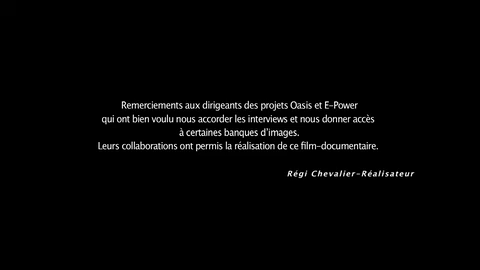 Remerciements aux dirigeants des projets Oasis et E-Power
qui ont bien voulu nous accorder les interviews et nous donner accès
à certaines banques d'images.
Leurs collaborations ont permis la réalisation de ce film-documentaire.
Régi Chevalier-Réalisateur